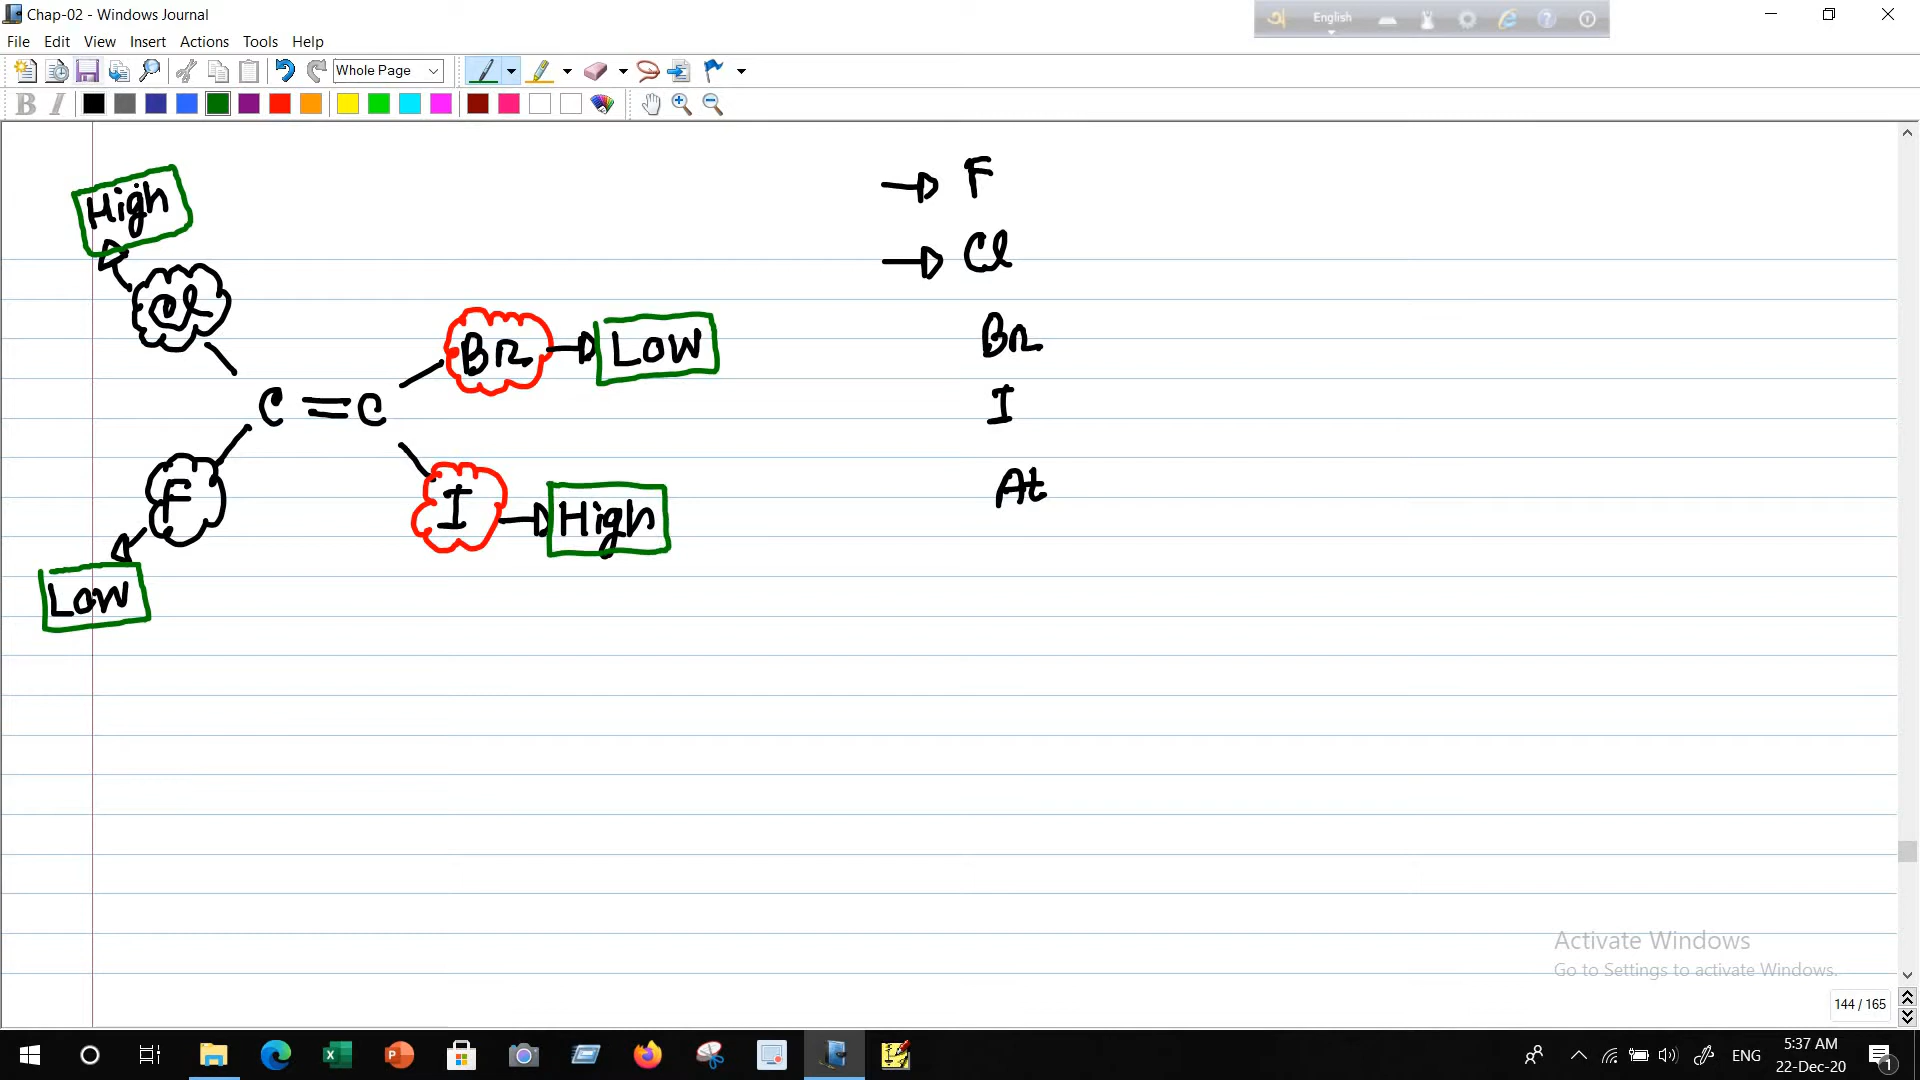 Chap-02 - Windows Journal
English
File Edit View Insert Actions Tools Help
Whole Page
B I
High
Cl
C = C
Br
Low
F
Low
I
High
F
Cl
Br
I
At
Activate Windows
Go to Settings to activate Windows.
144 / 165
ENG
5:37 AM
22-Dec-20
1